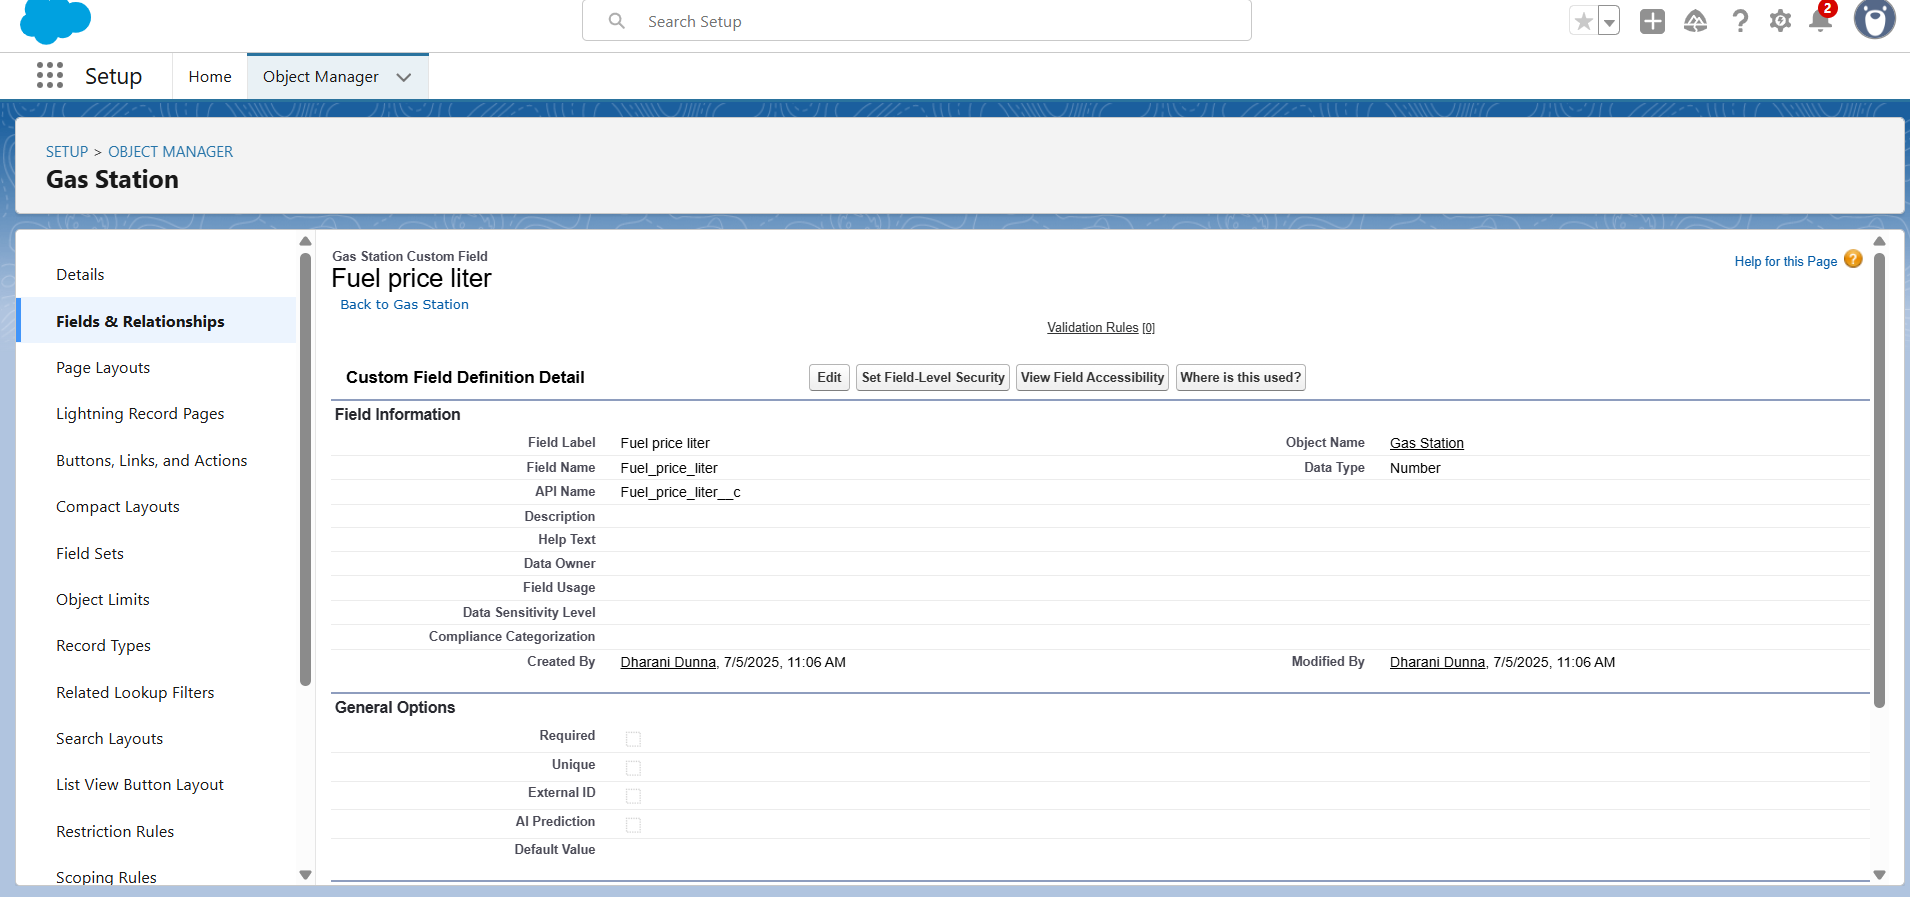 Search Setup
2
Setup
Home
Object Manager
SETUP > OBJECT MANAGER
Gas Station
Details
Fields & Relationships
Page Layouts
Lightning Record Pages
Buttons, Links, and Actions
Compact Layouts
Field Sets
Object Limits
Record Types
Related Lookup Filters
Search Layouts
List View Button Layout
Restriction Rules
Scoping Rules
Gas Station Custom Field
Fuel price liter
Back to Gas Station
Help for this Page ?
Validation Rules [0]
Custom Field Definition Detail Edit Set Field-Level Security View Field Accessibility Where is this used?
Field Information
Field Label Fuel price liter Object Name Gas Station
Field Name Fuel_price_liter Data Type Number
API Name Fuel_price_liter__c
Description
Help Text
Data Owner
Field Usage
Data Sensitivity Level
Compliance Categorization
Created By Dharani Dunna, 7/5/2025, 11:06 AM Modified By Dharani Dunna, 7/5/2025, 11:06 AM
General Options
Required
Unique
External ID
AI Prediction
Default Value